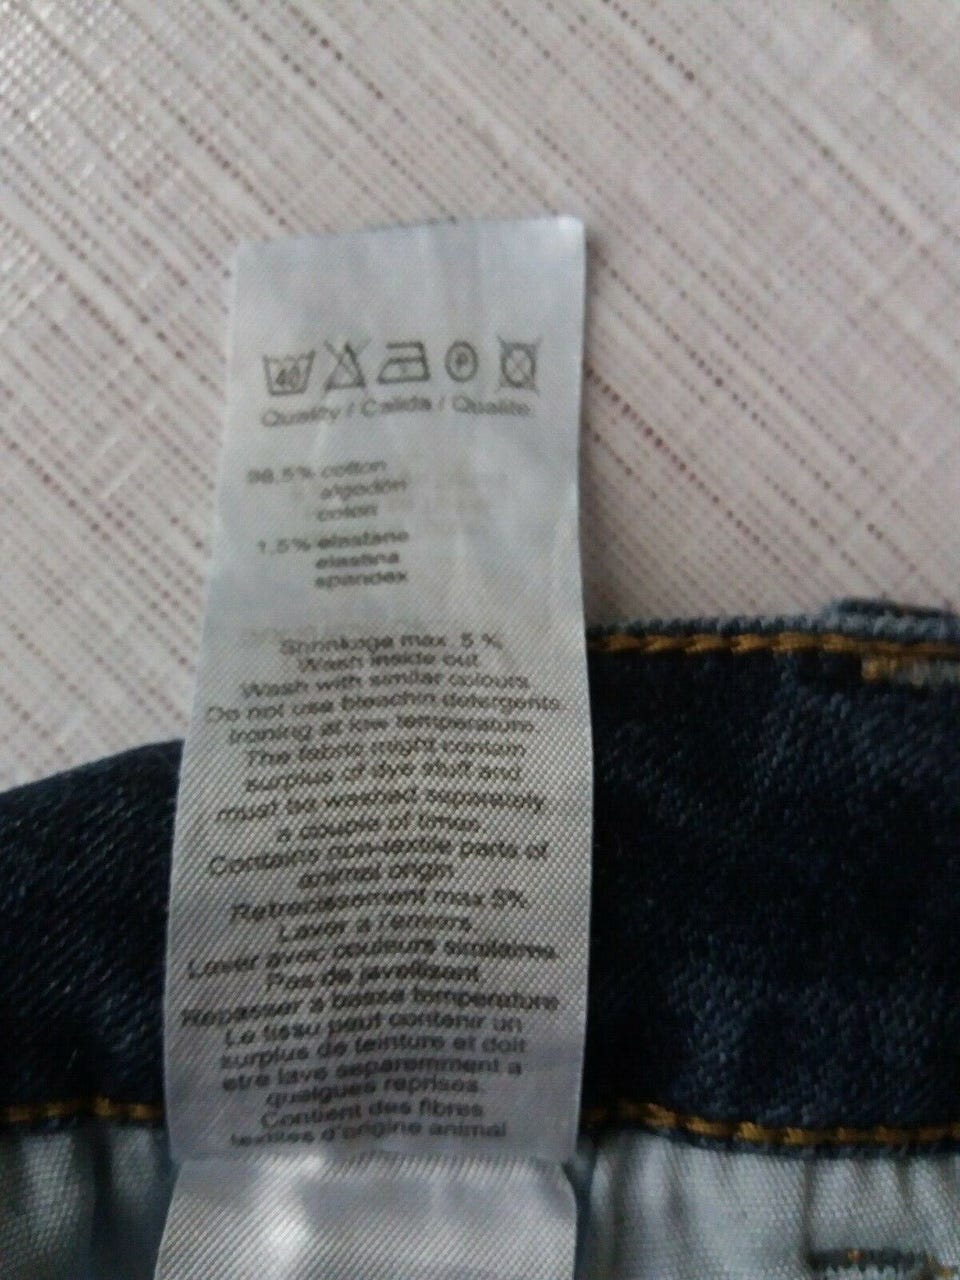 40
P
Quality / Calida / Qualite
98.5% cotton
algodón
coton
1.5% elastane
elastina
spandex
Shrinkage max. 5 %
Wash inside out
Wash with similar colours
Do not use bleachin detergents
Ironing at low temperature
The fabric might contain
surplus of dye stuff and
must be washed separately
a couple of times.
Contains non-textile parts of
animal origin
Retrecissement max 5%
Laver a l'envers
Laver avec couleurs similaires
Pas de javellisant.
Repasser a basse temperature
Le tissu peut contenir un
surplus de teinture et doit
etre lave separemment a
quelques reprises.
Contient des fibres
textiles d'origine animal